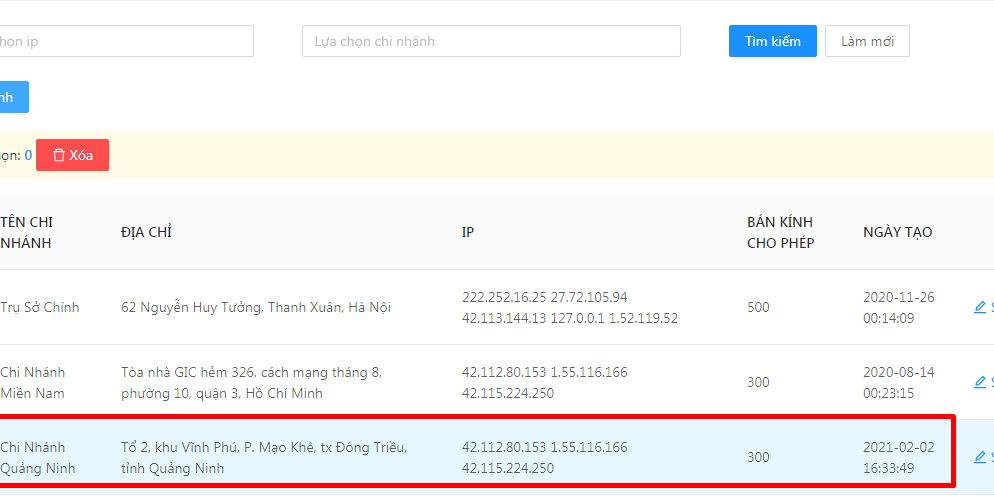 họn ip
Lựa chọn chi nhánh
Tìm kiếm
Làm mới
nh
họn: 0
Xóa
TÊN CHI
NHÁNH
ĐỊA CHỈ
IP
BÁN KÍNH
CHO PHÉP
NGÀY TẠO
Trụ Sở Chính
62 Nguyễn Huy Tưởng, Thanh Xuân, Hà Nội
222.252.16.25 27.72.105.94
42.113.144.13 127.0.0.1 1.52.119.52
500
2020-11-26
00:14:09
Chi Nhánh
Miền Nam
Tòa nhà GIC hẻm 326, cách mạng tháng 8,
phường 10, quận 3, Hồ Chí Minh
42.112.80.153 1.55.116.166
42.115.224.250
300
2020-08-14
00:23:15
Chi Nhánh
Quảng Ninh
Tổ 2, khu Vĩnh Phú, P. Mạo Khê, tx Đông Triều,
tỉnh Quảng Ninh
42.112.80.153 1.55.116.166
42.115.224.250
300
2021-02-02
16:33:49